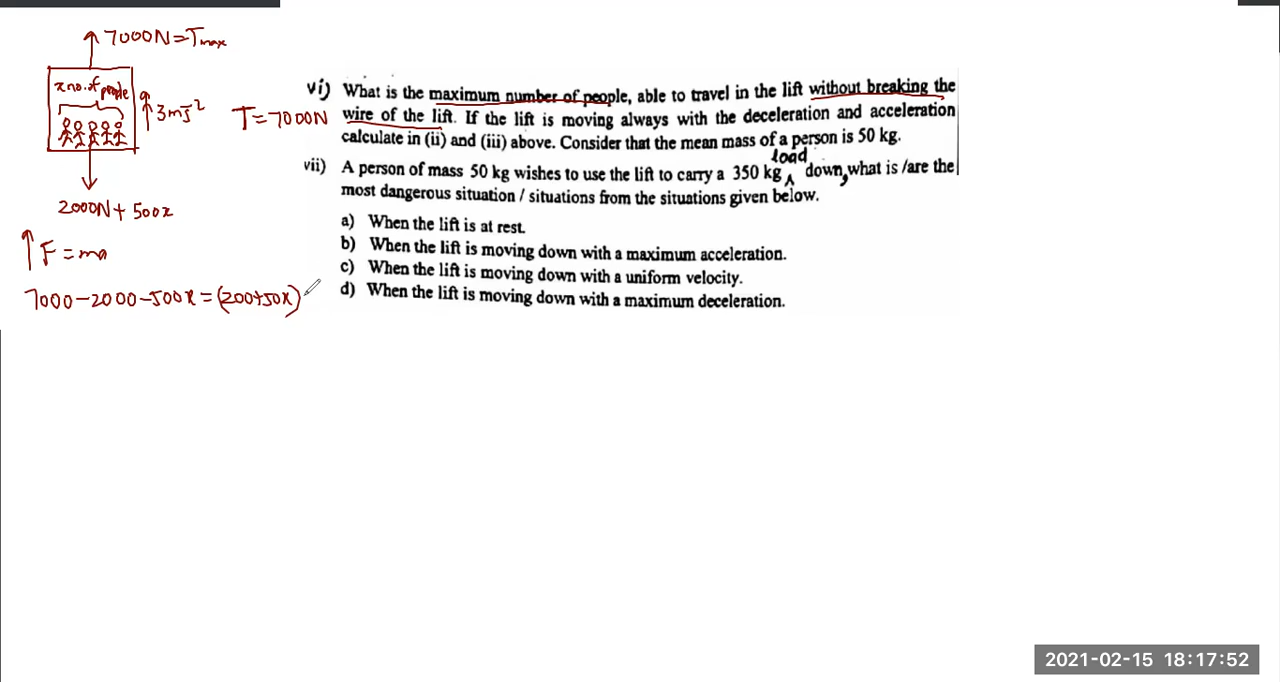 7000N=Tmax
x no. of people
3ms⁻²
T=7000N
2000N+500x
↑F=ma
7000-2000-500x=(200+50x)
vi) What is the maximum number of people, able to travel in the lift without breaking the
wire of the lift. If the lift is moving always with the deceleration and acceleration
calculate in (ii) and (iii) above. Consider that the mean mass of a person is 50 kg.
vii) A person of mass 50 kg wishes to use the lift to carry a 350 kg load down, what is /are the
most dangerous situation / situations from the situations given below.
a) When the lift is at rest.
b) When the lift is moving down with a maximum acceleration.
c) When the lift is moving down with a uniform velocity.
d) When the lift is moving down with a maximum deceleration.
2021-02-15 18:17:52